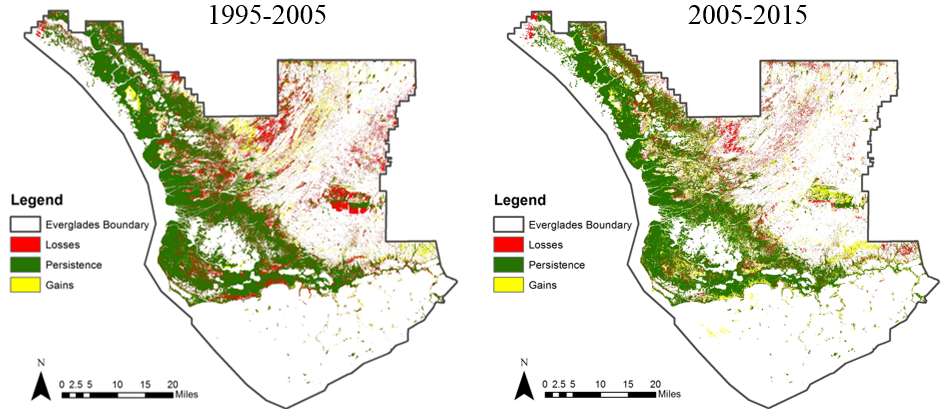 1995-2005
Legend
Everglades Boundary
Losses
Persistence
Gains
N
0 2.5 5 10 15 20
Miles
2005-2015
Legend
Everglades Boundary
Losses
Persistence
Gains
N
0 2.5 5 10 15 20
Miles